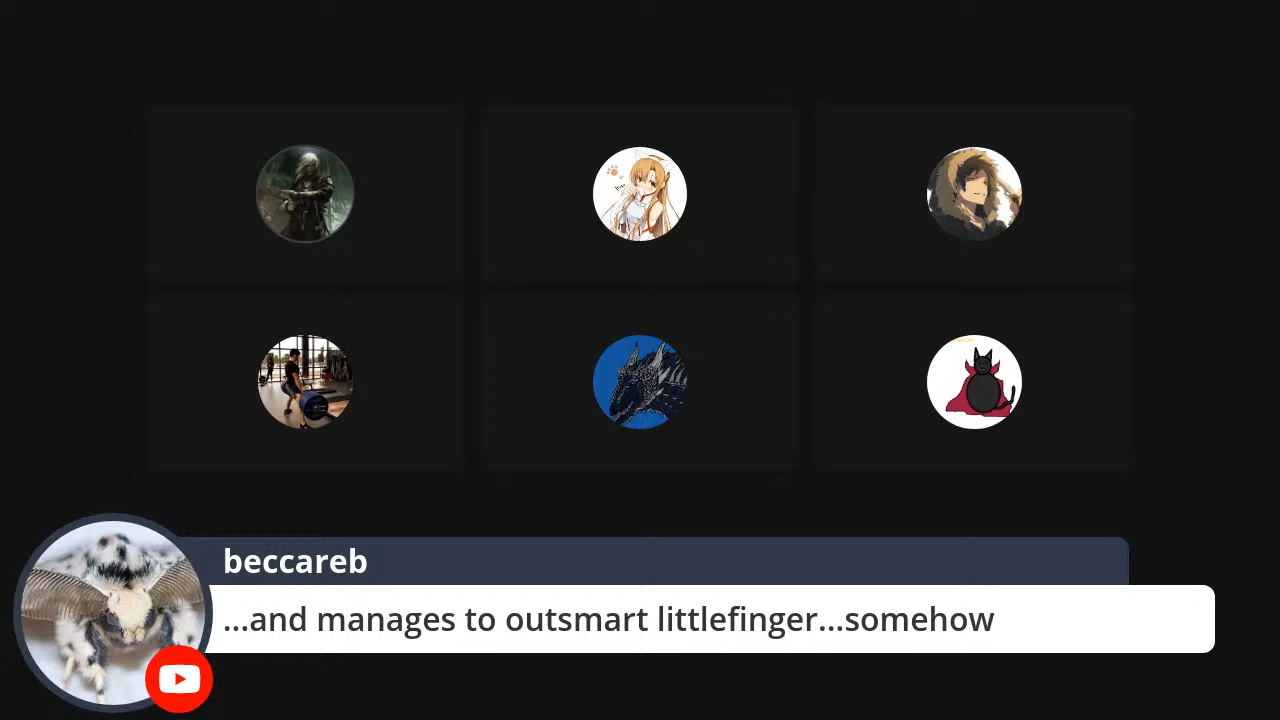 beccareb
...and manages to outsmart littlefinger...somehow